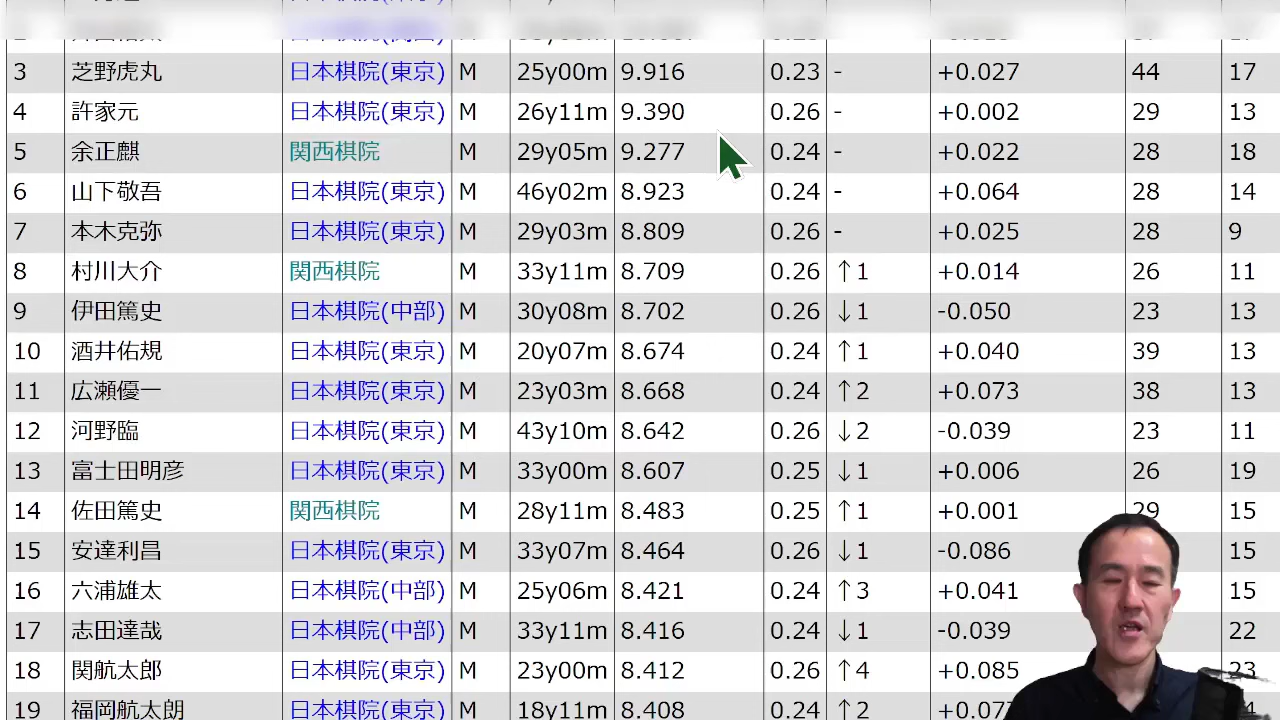 3 芝野虎丸 日本棋院(東京) M 25y00m 9.916 0.23 - +0.027 44 17
4 許家元 日本棋院(東京) M 26y11m 9.390 0.26 - +0.002 29 13
5 余正麒 関西棋院 M 29y05m 9.277 0.24 - +0.022 28 18
6 山下敬吾 日本棋院(東京) M 46y02m 8.923 0.24 - +0.064 28 14
7 本木克弥 日本棋院(東京) M 29y03m 8.809 0.26 - +0.025 28 9
8 村川大介 関西棋院 M 33y11m 8.709 0.26 ↑1 +0.014 26 11
9 伊田篤史 日本棋院(中部) M 30y08m 8.702 0.26 ↓1 -0.050 23 13
10 酒井佑規 日本棋院(東京) M 20y07m 8.674 0.24 ↑1 +0.040 39 13
11 広瀬優一 日本棋院(東京) M 23y03m 8.668 0.24 ↑2 +0.073 38 13
12 河野臨 日本棋院(東京) M 43y10m 8.642 0.26 ↓2 -0.039 23 11
13 富士田明彦 日本棋院(東京) M 33y00m 8.607 0.25 ↓1 +0.006 26 19
14 佐田篤史 関西棋院 M 28y11m 8.483 0.25 ↑1 +0.001 29 15
15 安達利昌 日本棋院(東京) M 33y07m 8.464 0.26 ↓1 -0.086 15
16 六浦雄太 日本棋院(中部) M 25y06m 8.421 0.24 ↑3 +0.041 15
17 志田達哉 日本棋院(中部) M 33y11m 8.416 0.24 ↓1 -0.039 22
18 関航太郎 日本棋院(東京) M 23y00m 8.412 0.26 ↑4 +0.085 23
19 福岡航太朗 日本棋院(東京) M 18y11m 8.408 0.24 ↑2